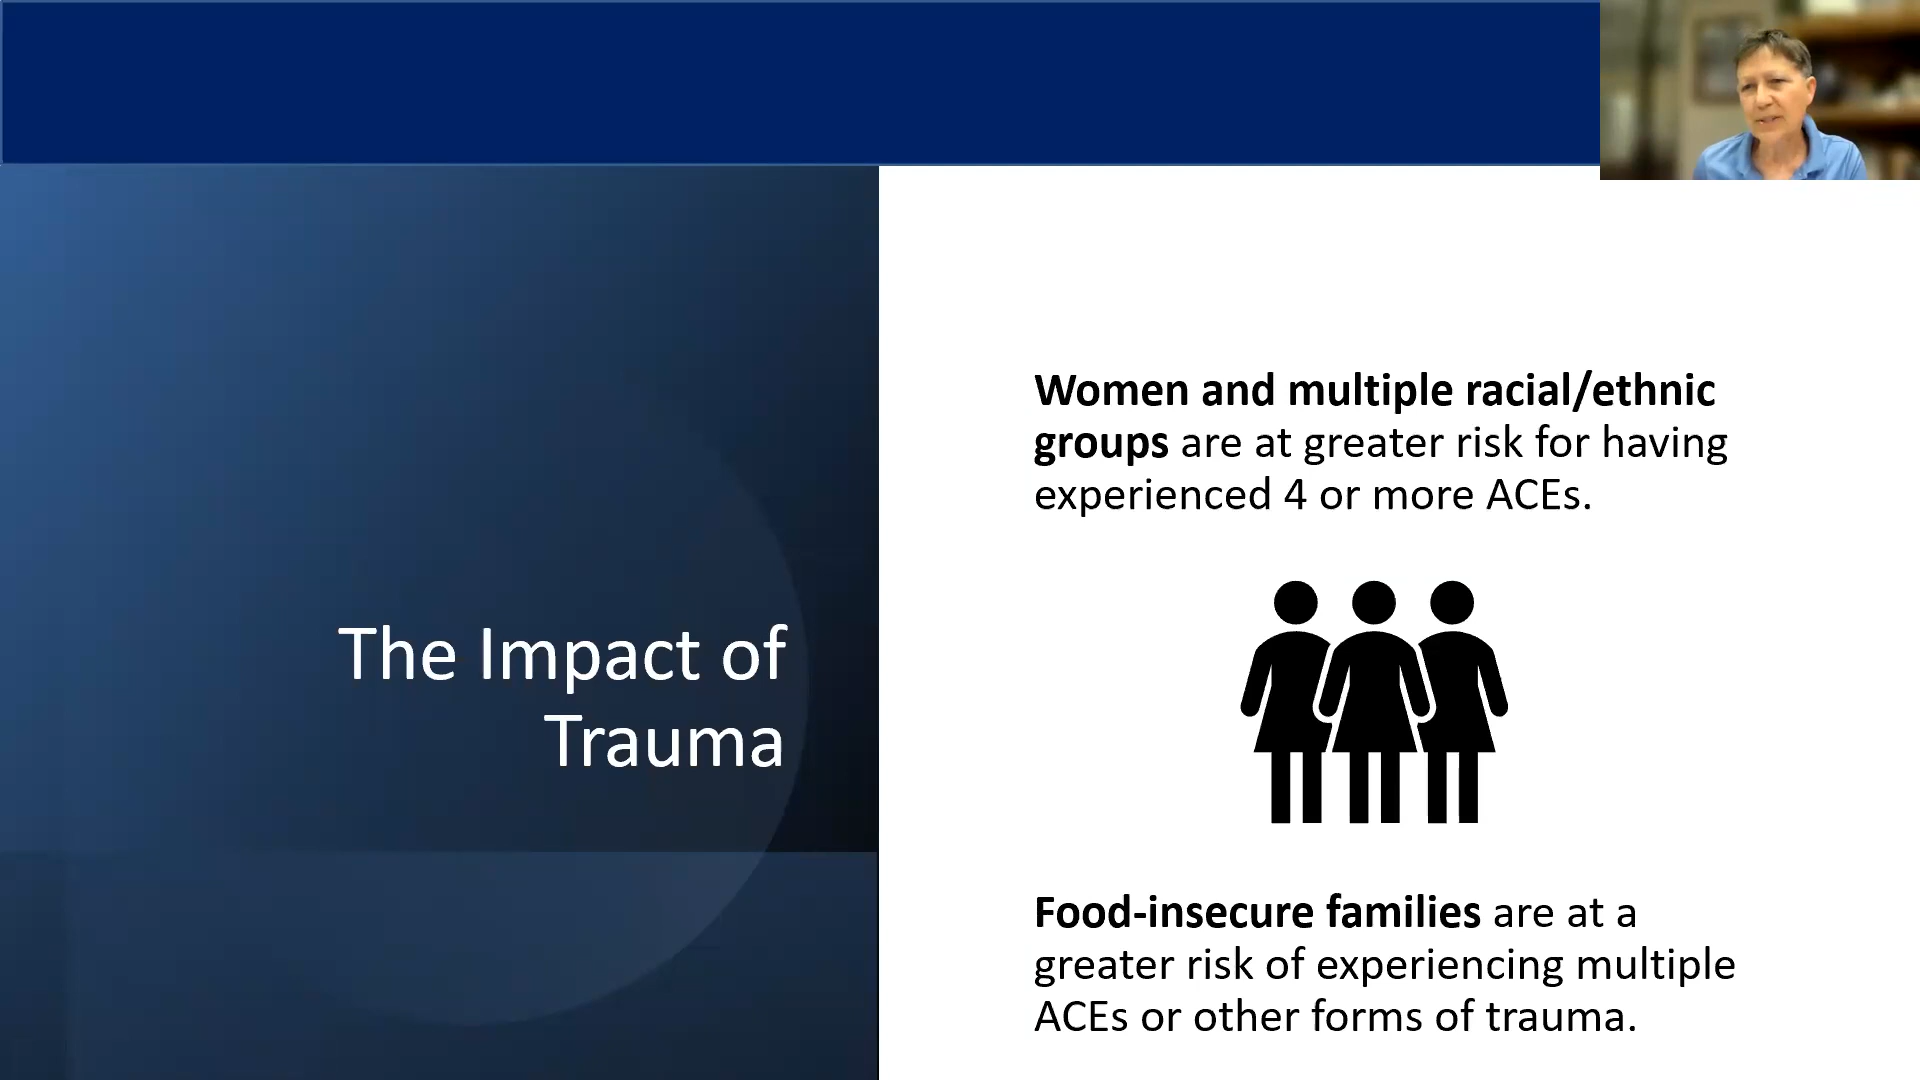 The Impact of
Trauma
Women and multiple racial/ethnic
groups are at greater risk for having
experienced 4 or more ACEs.
Food-insecure families are at a
greater risk of experiencing multiple
ACEs or other forms of trauma.